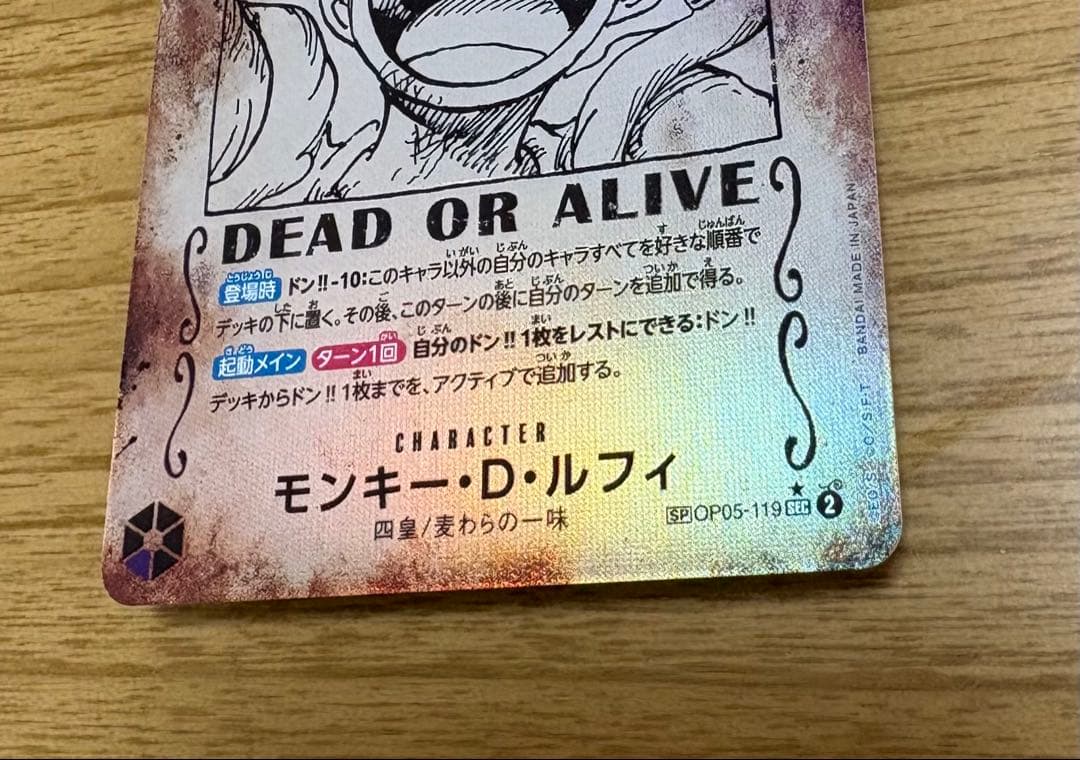 DEAD OR ALIVE
登場時 ドン!!-10:このキャラ以外の自分のキャラすべてを好きな順番で
デッキの下に置く。その後、このターンの後に自分のターンを追加で得る。
起動メイン ターン1回 自分のドン!!1枚をレストにできる:ドン!!
デッキからドン!!1枚までを、アクティブで追加する。
CHARACTER
モンキー・D・ルフィ
四皇/麦わらの一味
SP OP05-119 SEC 2
BANDAI MADE IN JAPAN